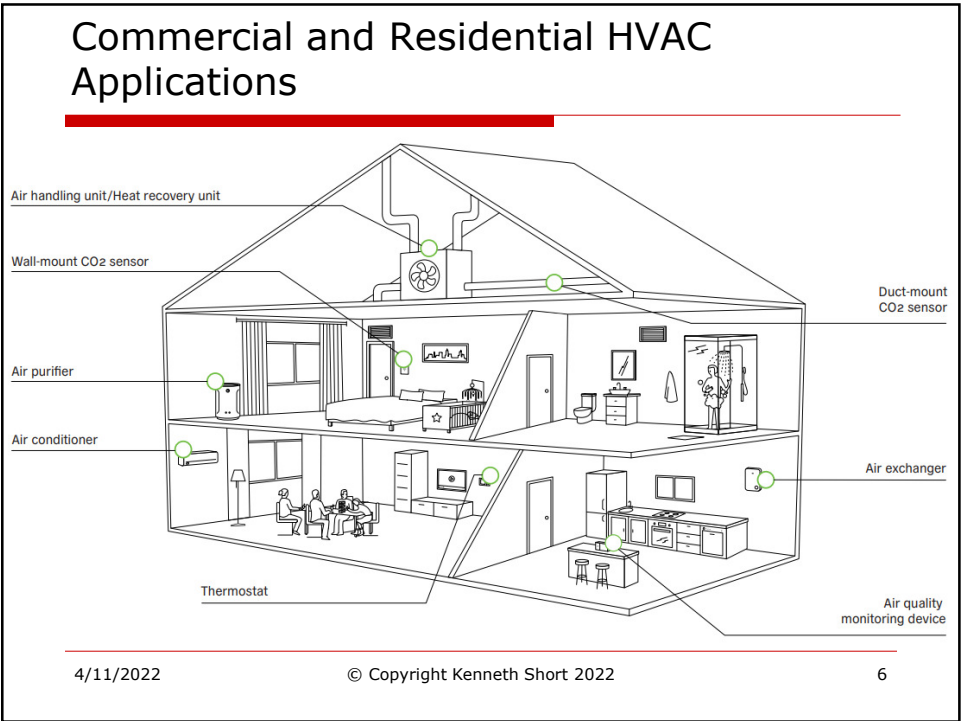 Commercial and Residential HVAC
Applications
Air handling unit/Heat recovery unit
Wall-mount CO2 sensor
Duct-mount
CO2 sensor
Air purifier
Air conditioner
Air exchanger
Thermostat
Air quality
monitoring device
4/11/2022
© Copyright Kenneth Short 2022
6